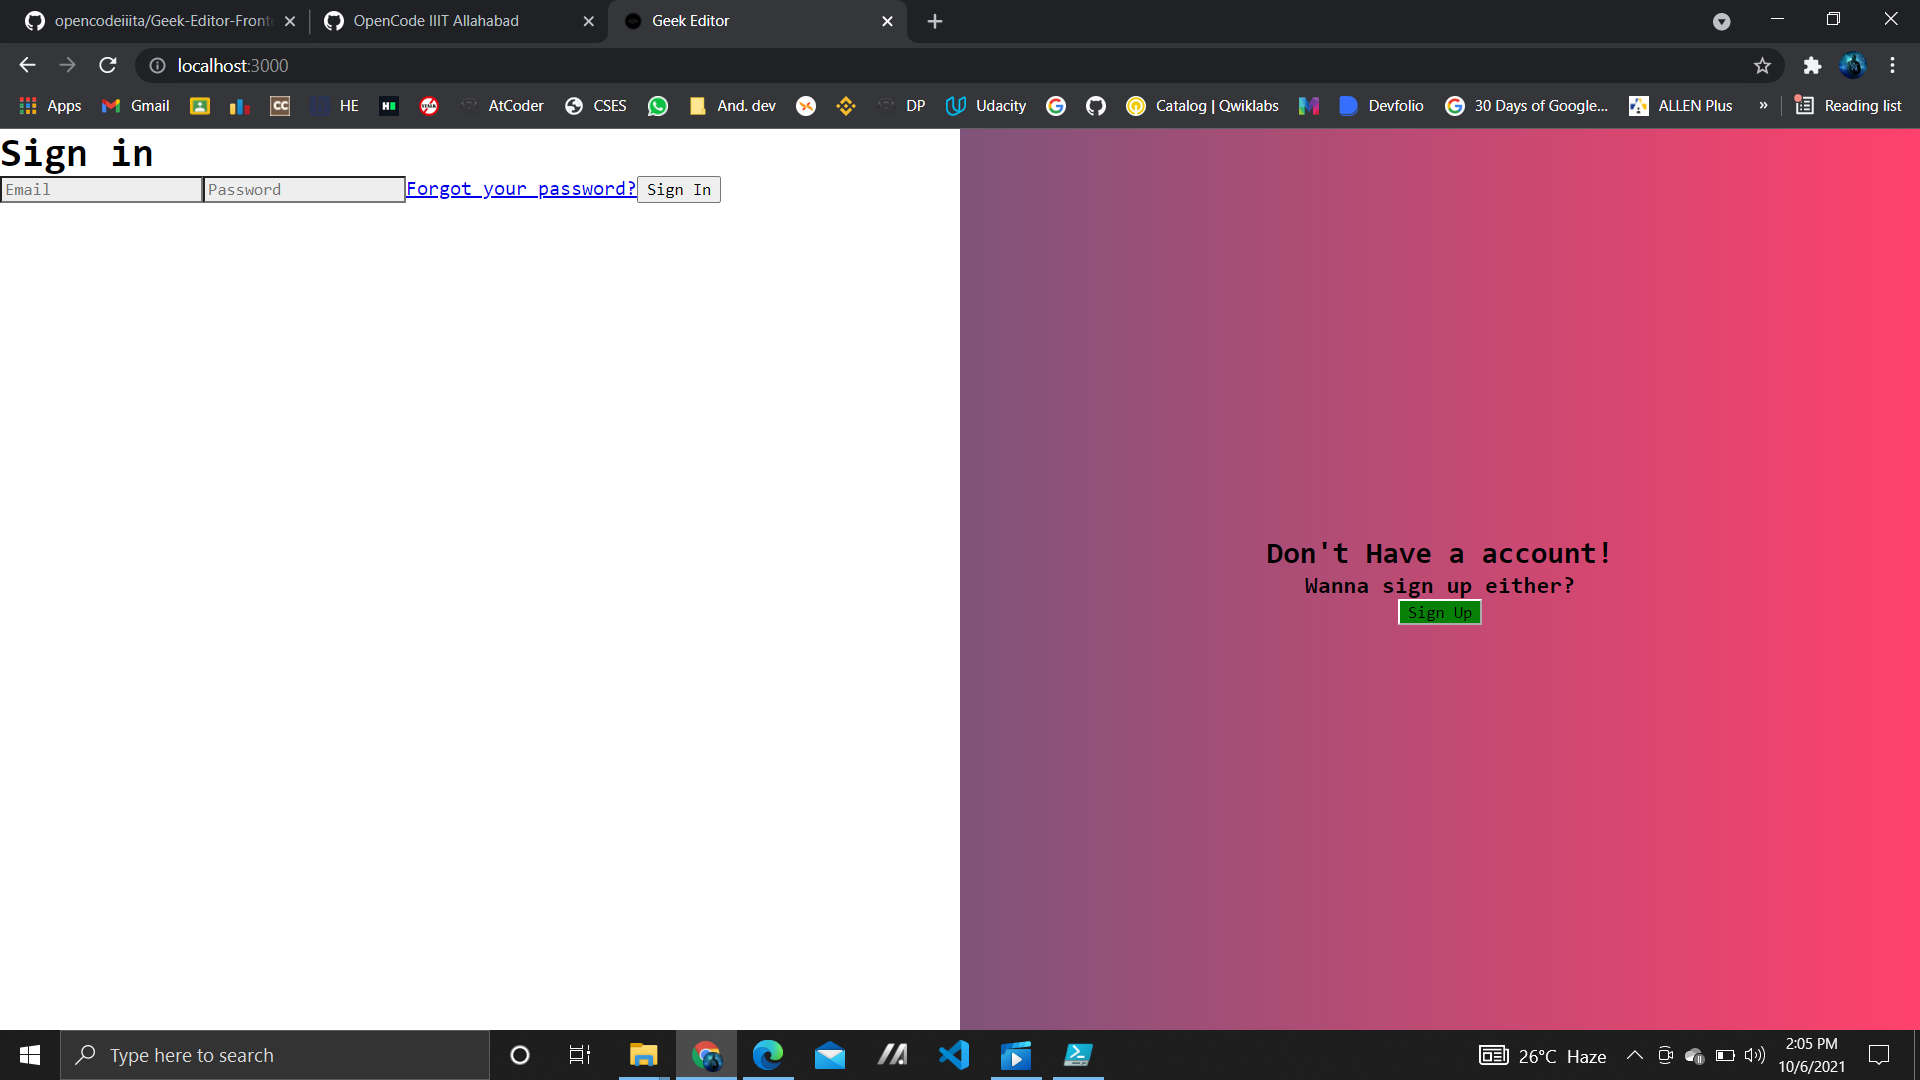 opencodeiiita/Geek-Editor-Fronte
OpenCode IIIT Allahabad
Geek Editor
localhost:3000
Apps Gmail CC HE H AtCoder CSES And. dev DP Udacity Catalog | Qwiklabs Devfolio 30 Days of Google... ALLEN Plus » Reading list
Sign in
Email Password Forgot your password? Sign In
Don't Have a account!
Wanna sign up either?
Sign Up
Type here to search
26°C Haze
2:05 PM
10/6/2021